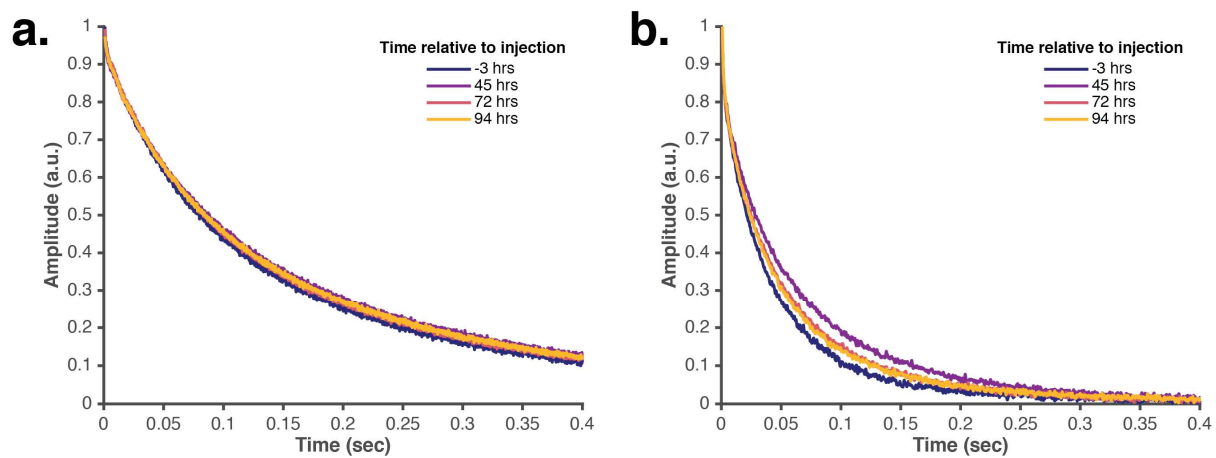 a.
Time relative to injection
-3 hrs
45 hrs
72 hrs
94 hrs
Amplitude (a.u.)
1
0.9
0.8
0.7
0.6
0.5
0.4
0.3
0.2
0.1
0
0 0.05 0.1 0.15 0.2 0.25 0.3 0.35 0.4
Time (sec)
b.
Time relative to injection
-3 hrs
45 hrs
72 hrs
94 hrs
Amplitude (a.u.)
1
0.9
0.8
0.7
0.6
0.5
0.4
0.3
0.2
0.1
0
0 0.05 0.1 0.15 0.2 0.25 0.3 0.35 0.4
Time (sec)